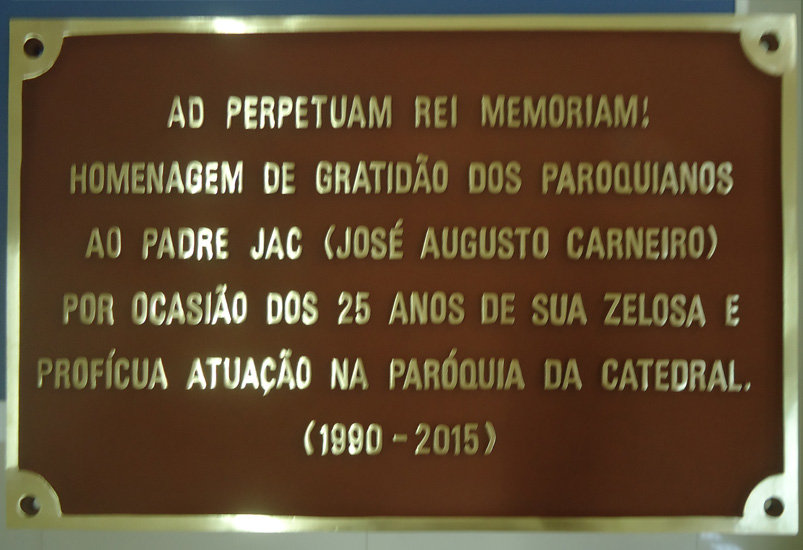 AD PERPETUAM REI MEMORIAM!
HOMENAGEM DE GRATIDÃO DOS PAROQUIANOS
AO PADRE JAC (JOSÉ AUGUSTO CARNEIRO)
POR OCASIÃO DOS 25 ANOS DE SUA ZELOSA E
PROFÍCUA ATUAÇÃO NA PARÓQUIA DA CATEDRAL.
(1990 - 2015)